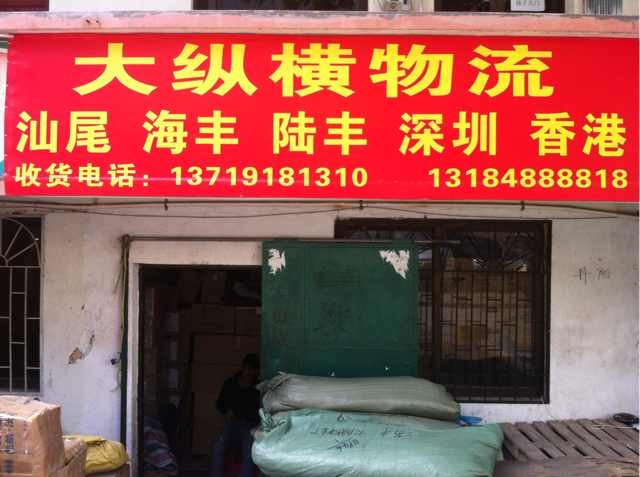 大纵横物流
汕尾 海丰 陆丰 深圳 香港
收货电话：13719181310 13184888818